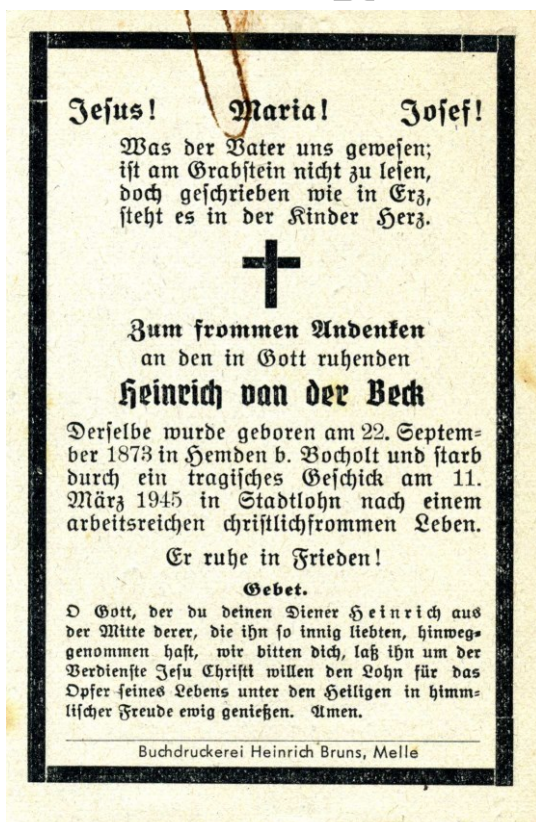 Jesus! Maria! Josef!
Was der Vater uns gewesen;
ist am Grabstein nicht zu lesen,
doch geschrieben wie in Erz,
steht es in der Kinder Herz.
Zum frommen Andenken
an den in Gott ruhenden
Heinrich van der Beck
Derselbe wurde geboren am 22. Septem-
ber 1873 in Hemden b. Bocholt und starb
durch ein tragisches Geschick am 11.
März 1945 in Stadtlohn nach einem
arbeitsreichen christlichfrommen Leben.
Er ruhe in Frieden!
Gebet.
O Gott, der du deinen Diener Heinrich aus
der Mitte derer, die ihn so innig liebten, hinweg-
genommen hast, wir bitten dich, laß ihn um der
Verdienste Jesu Christi willen den Lohn für das
Opfer seines Lebens unter den Heiligen in himm-
lischer Freude ewig genießen. Amen.
Buchdruckerei Heinrich Bruns, Melle